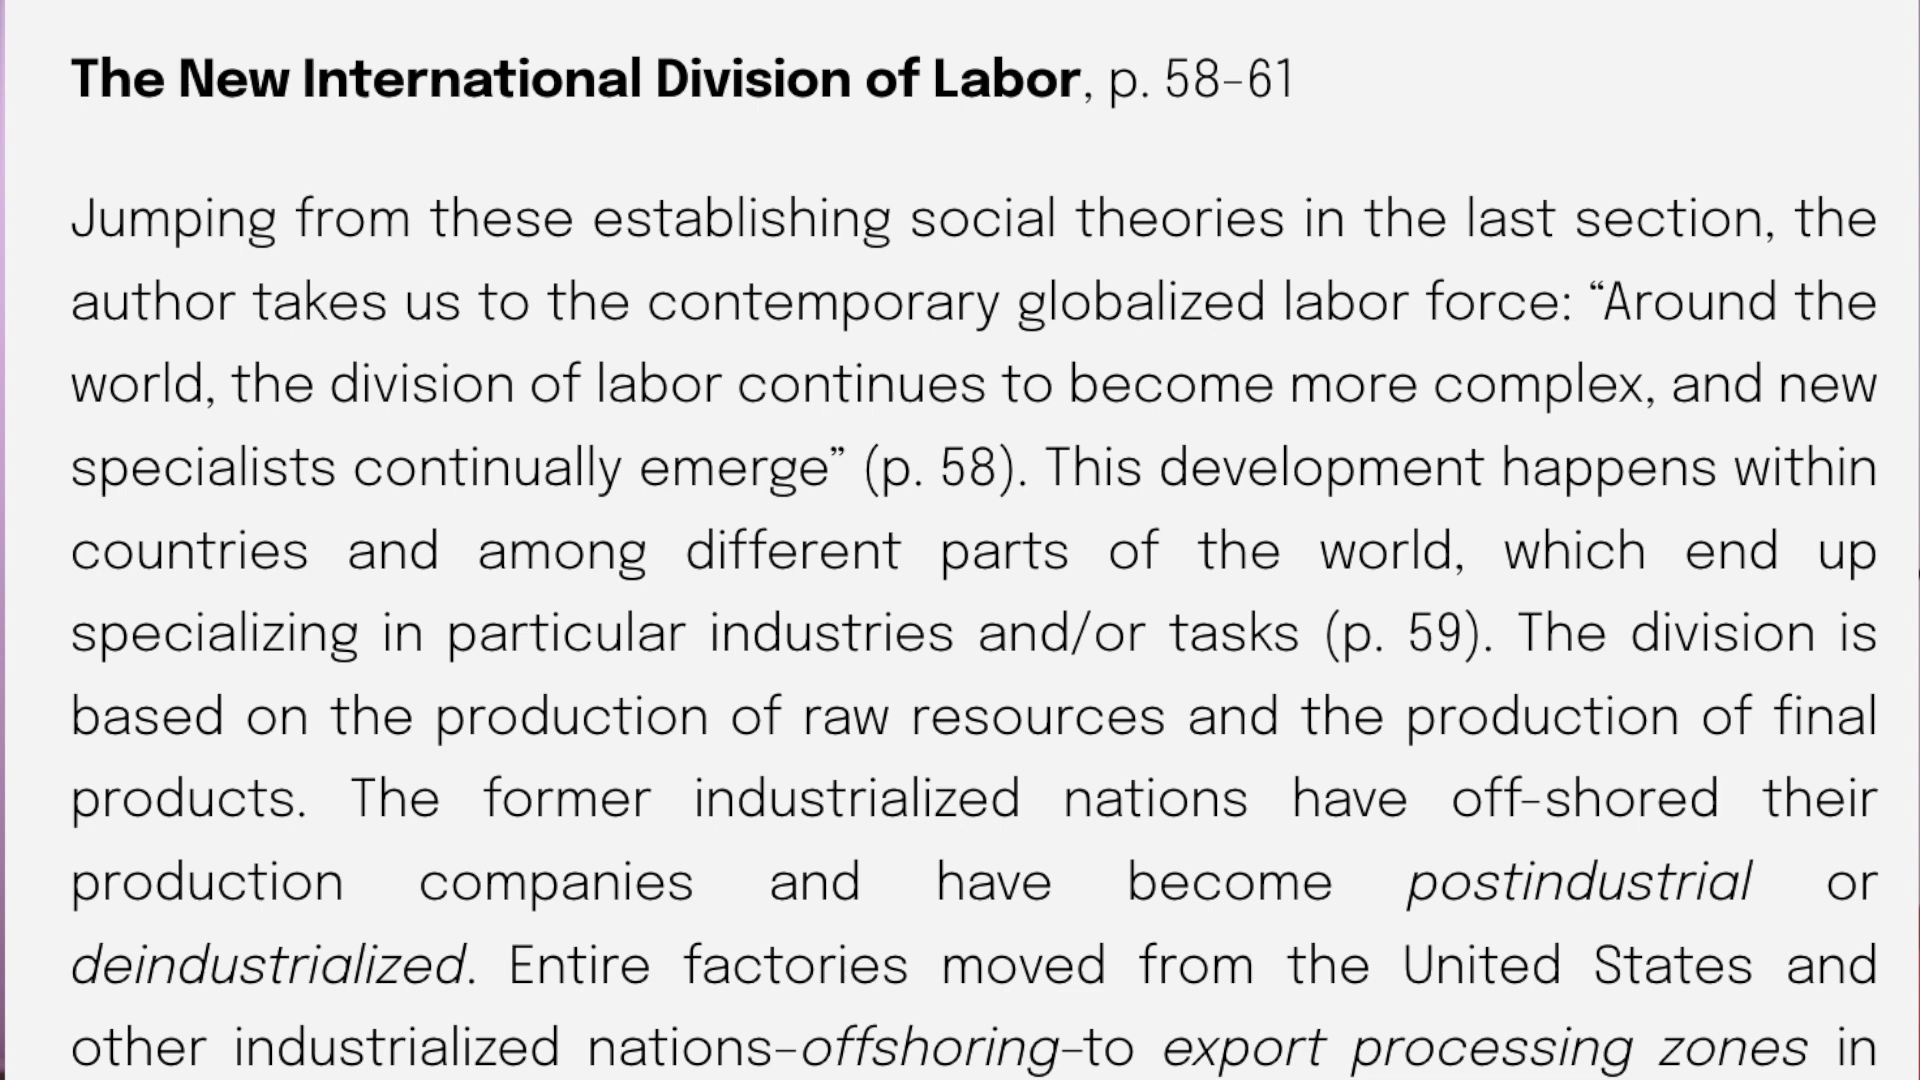 The New International Division of Labor, p. 58-61
Jumping from these establishing social theories in the last section, the
author takes us to the contemporary globalized labor force: “Around the
world, the division of labor continues to become more complex, and new
specialists continually emerge” (p. 58). This development happens within
countries and among different parts of the world, which end up
specializing in particular industries and/or tasks (p. 59). The division is
based on the production of raw resources and the production of final
products. The former industrialized nations have off-shored their
production companies and have become postindustrial or
deindustrialized. Entire factories moved from the United States and
other industrialized nations–offshoring–to export processing zones in